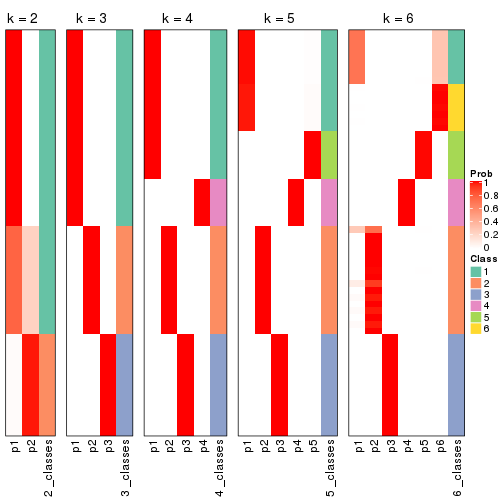 k = 2
k = 3
k = 4
k = 5
k = 6
p1
p2
2_classes
p1
p2
p3
3_classes
p1
p2
p3
p4
4_classes
p1
p2
p3
p4
p5
5_classes
p1
p2
p3
p4
p5
p6
6_classes
Prob
1
0.8
0.6
0.4
0.2
0
Class
1
2
3
4
5
6